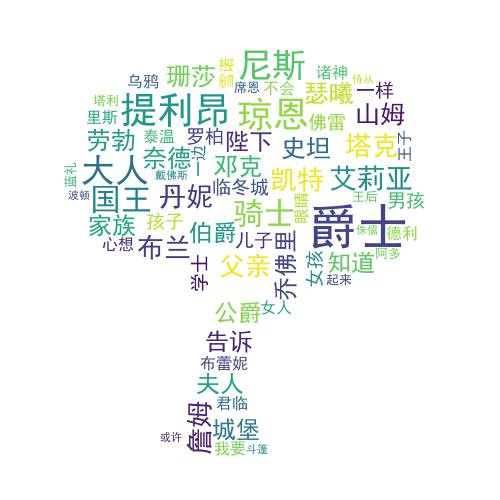 乌鸦
珊莎
遛遛
尼斯
席恩
诸神
不会
侍从
瑟曦
一样
塔利
里斯
提利昂
琼恩
佛雷
山姆
劳勃
泰温
罗柏
陛下
史坦
塔克
王子
蓝礼
大人
奈德
一边
邓克
凯特
艾莉亚
波顿
国王
戴佛斯
丹妮
临冬城
眼睛
王后
男孩
家族
孩子
骑士
爵士
侏儒
德利
心想
布兰
伯爵
儿子
乔佛里
女孩
知道
阿多
学士
父亲
起来
公爵
女人
告诉
布蕾妮
夫人
君临
詹姆
城堡
或许
我要
斗篷